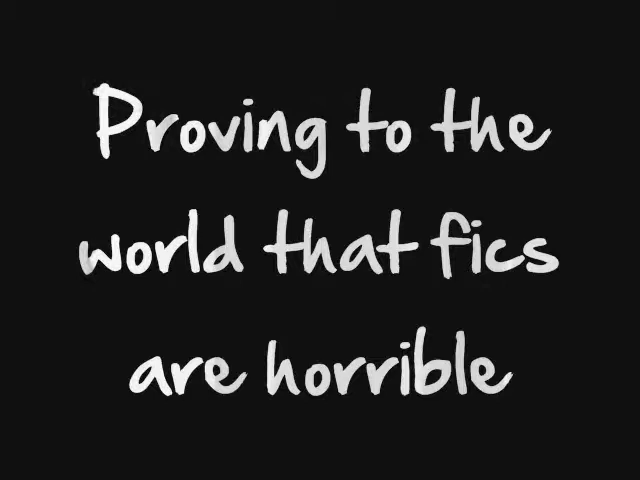 Proving to the
world that fics
are horrible